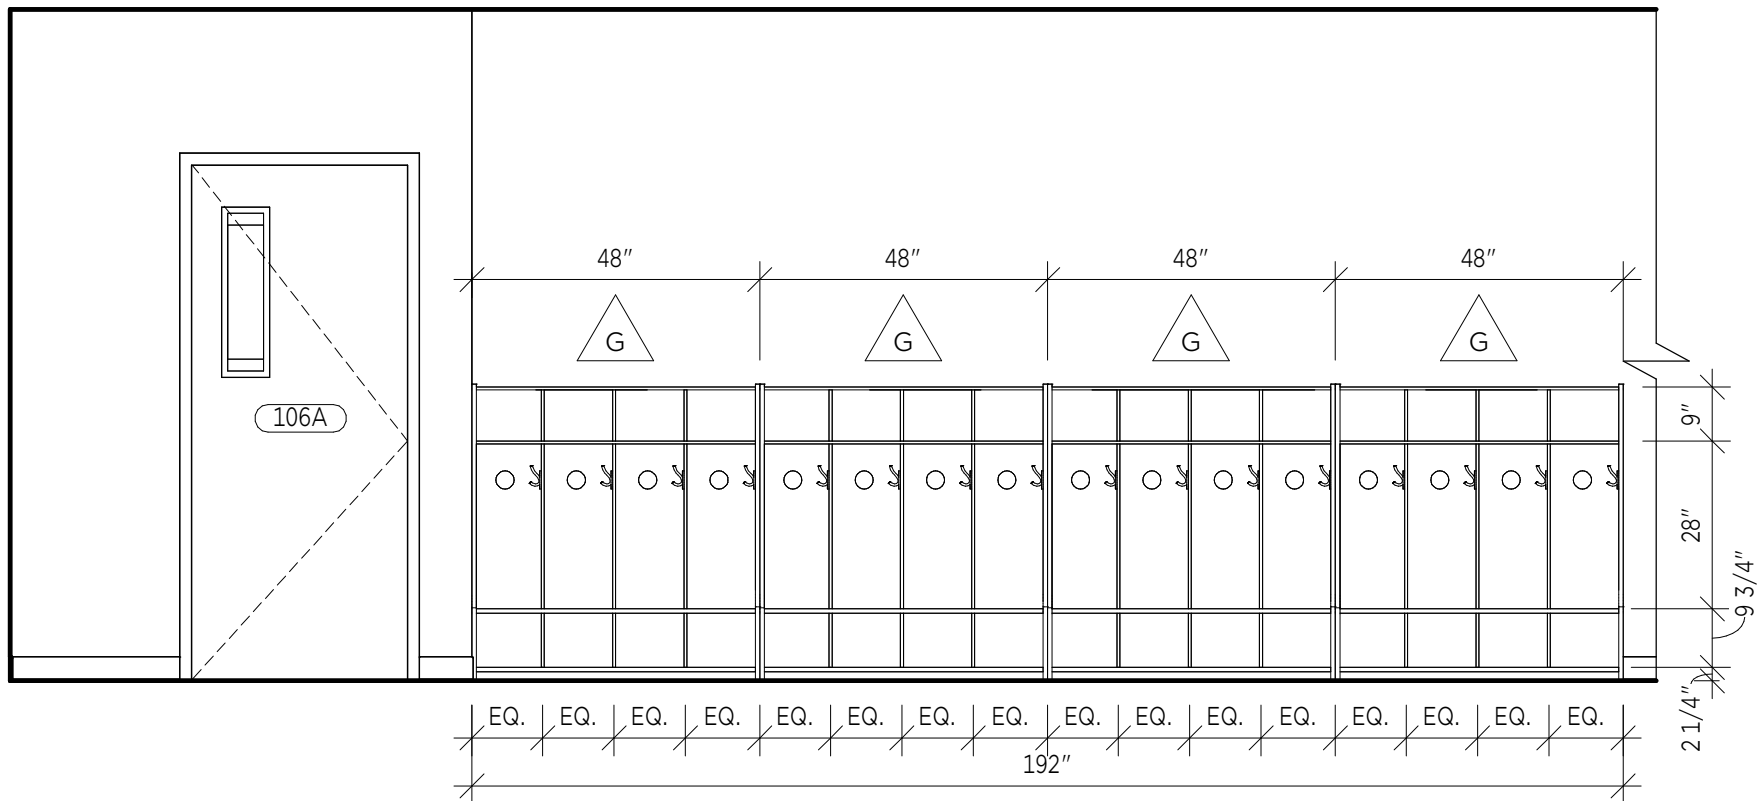 48" 48" 48" 48"
G G G G
106A
9"
28"
9 3/4"
2 1/4"
EQ. EQ. EQ. EQ. EQ. EQ. EQ. EQ. EQ. EQ. EQ. EQ. EQ. EQ. EQ. EQ.
192"